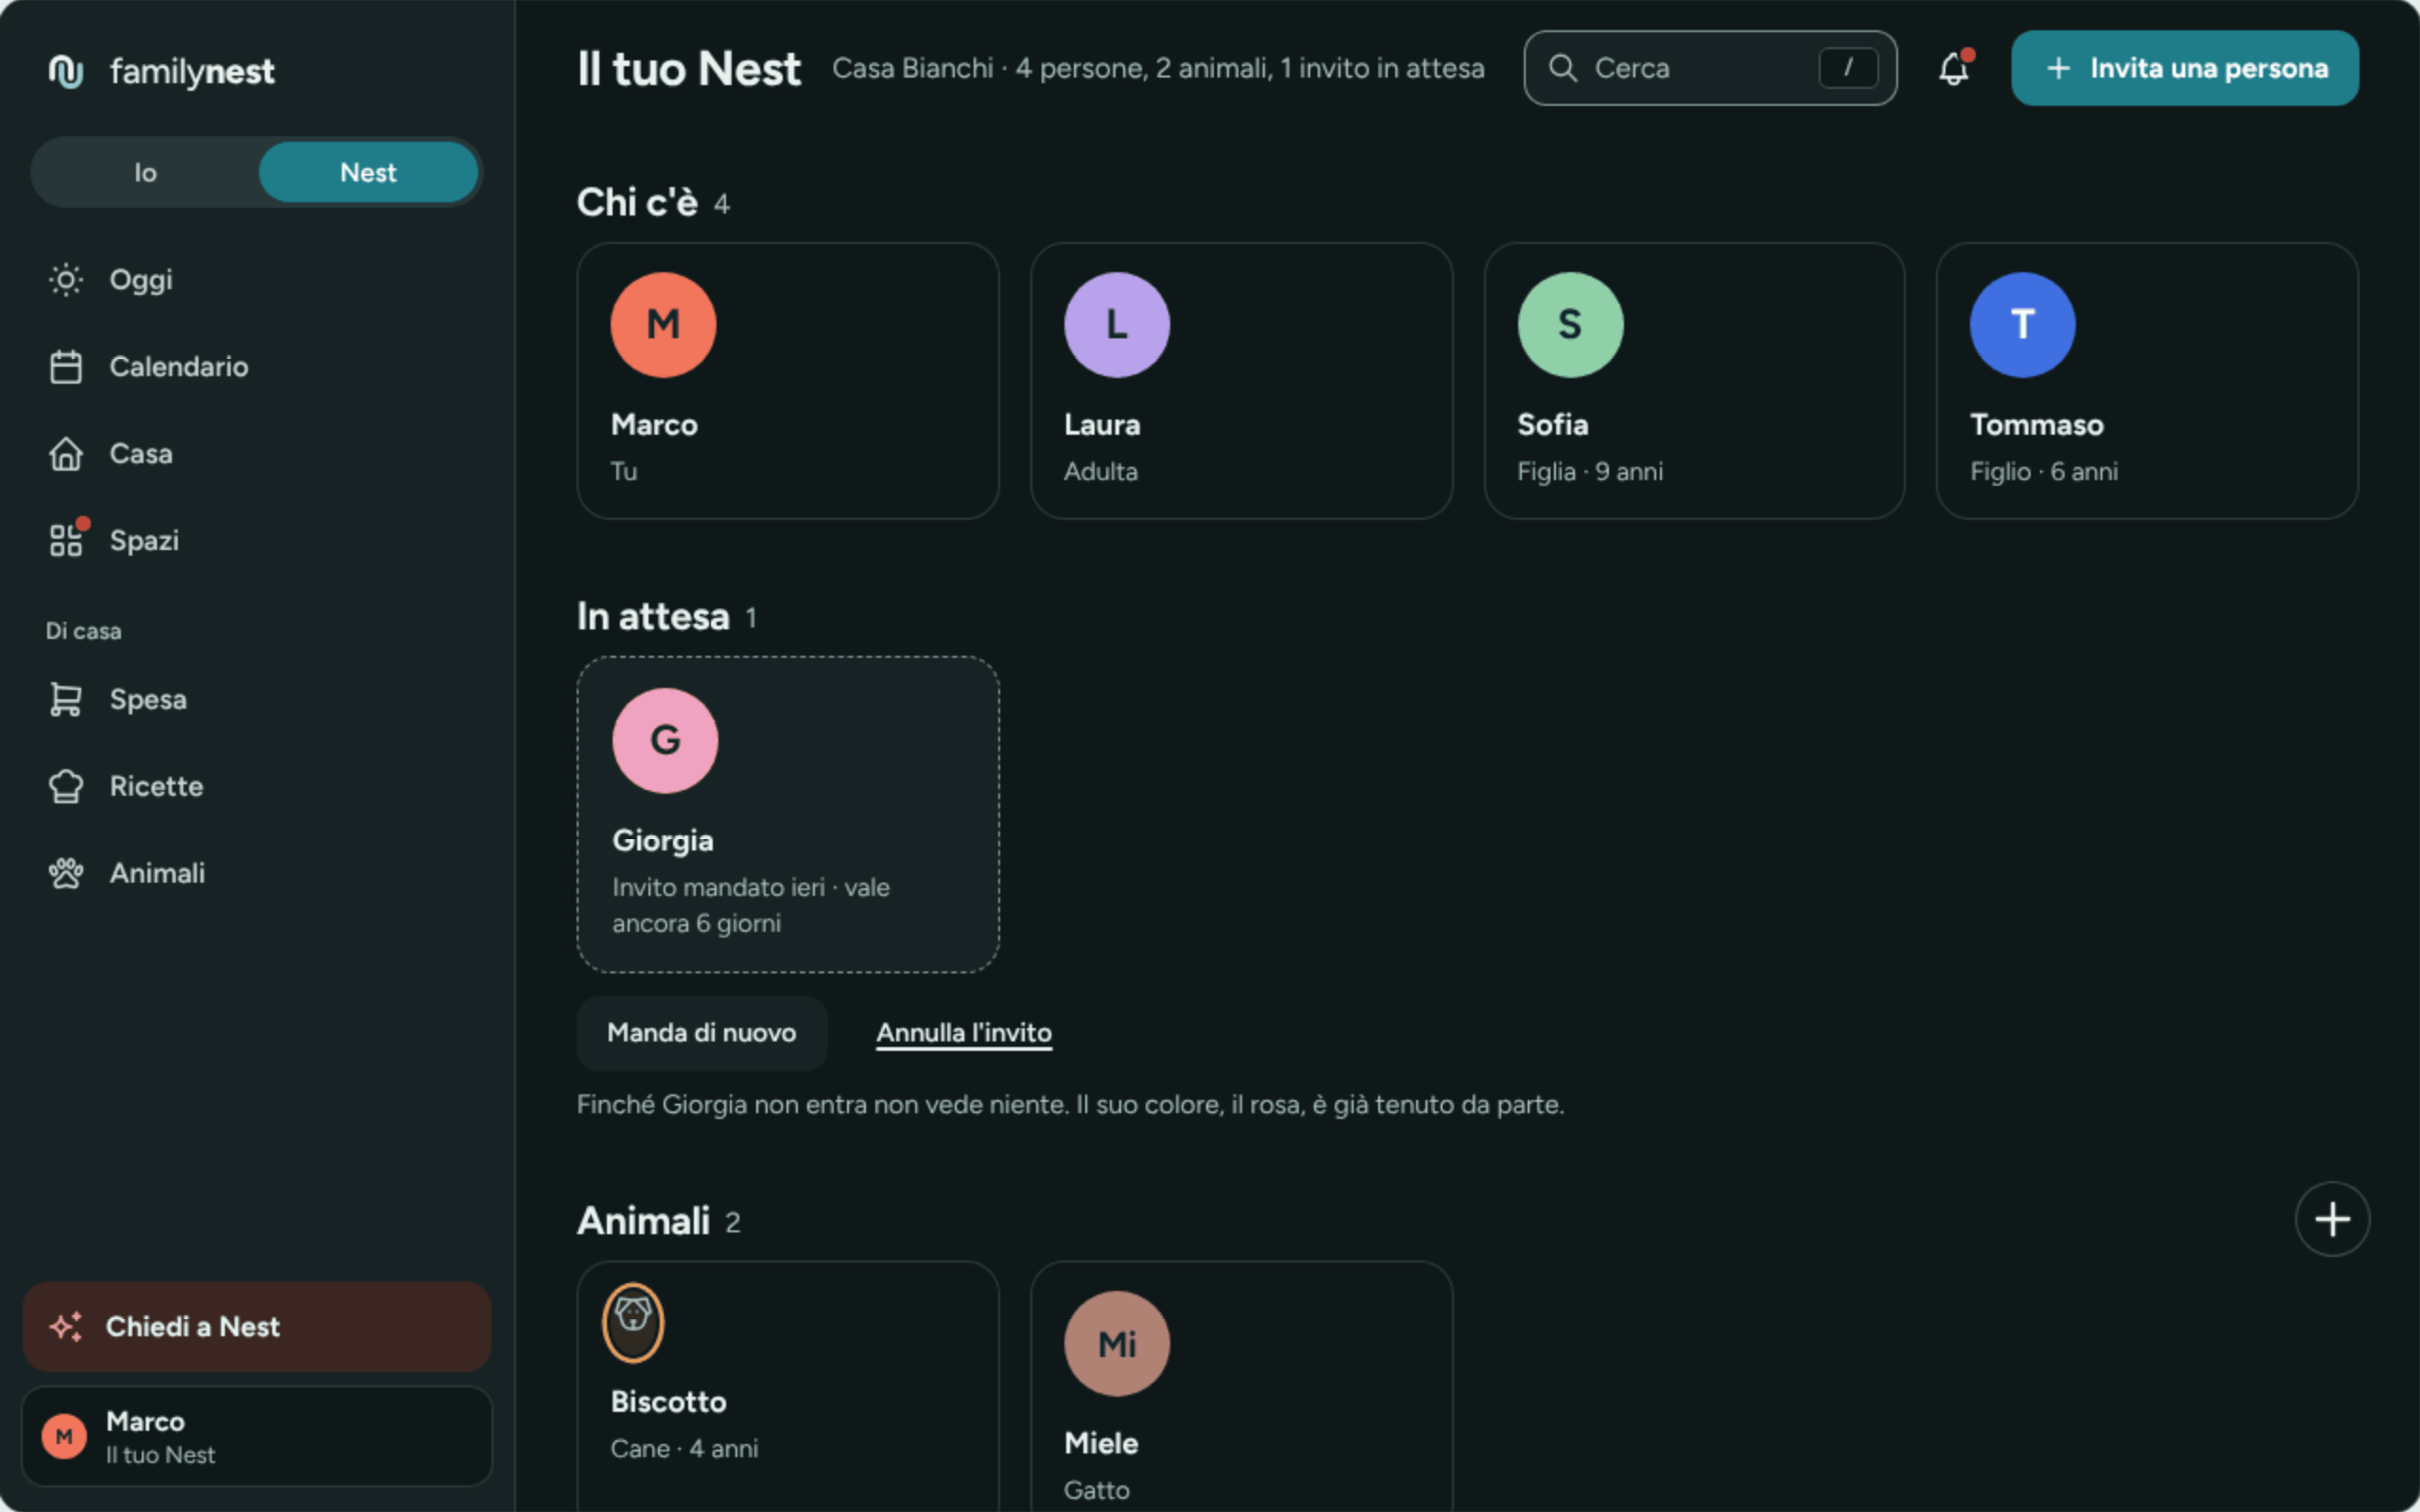 familynest
Io
Nest
Oggi
Calendario
Casa
Spazi
Di casa
Spesa
Ricette
Animali
Chiedi a Nest
M
Marco
Il tuo Nest
Il tuo Nest
Casa Bianchi · 4 persone, 2 animali, 1 invito in attesa
Cerca
/
+ Invita una persona
Chi c'è 4
M
Marco
Tu
L
Laura
Adulta
S
Sofia
Figlia · 9 anni
T
Tommaso
Figlio · 6 anni
In attesa 1
G
Giorgia
Invito mandato ieri · vale
ancora 6 giorni
Manda di nuovo
Annulla l'invito
Finché Giorgia non entra non vede niente. Il suo colore, il rosa, è già tenuto da parte.
Animali 2
+
Biscotto
Cane · 4 anni
Mi
Miele
Gatto